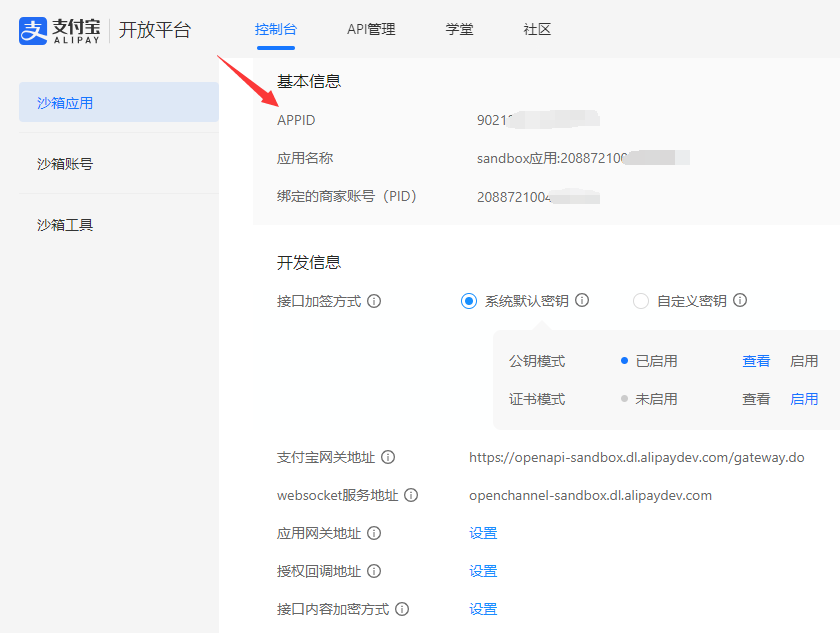 支付宝 ALIPAY 开放平台 控制台 API管理 学堂 社区
沙箱应用
沙箱账号
沙箱工具
基本信息
APPID 9021
应用名称 sandbox应用:20887210
绑定的商家账号（PID） 208872100
开发信息
接口加签方式 系统默认密钥 自定义密钥
公钥模式 已启用 查看 启用
证书模式 未启用 查看 启用
支付宝网关地址 https://openapi-sandbox.dl.alipaydev.com/gateway.do
websocket服务地址 openchannel-sandbox.dl.alipaydev.com
应用网关地址 设置
授权回调地址 设置
接口内容加密方式 设置